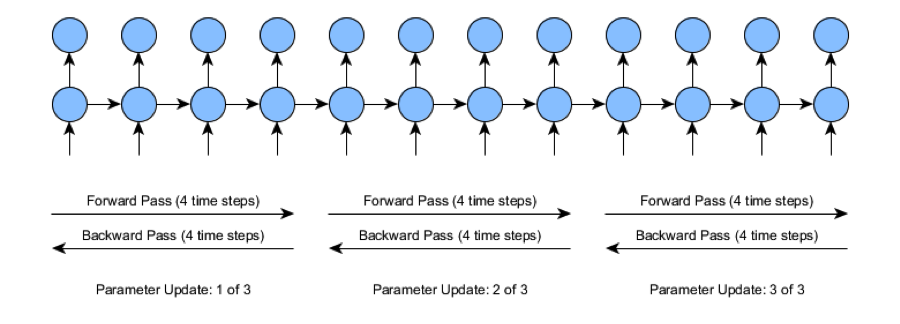 Forward Pass (4 time steps)
Forward Pass (4 time steps)
Forward Pass (4 time steps)
Backward Pass (4 time steps)
Backward Pass (4 time steps)
Backward Pass (4 time steps)
Parameter Update: 1 of 3
Parameter Update: 2 of 3
Parameter Update: 3 of 3